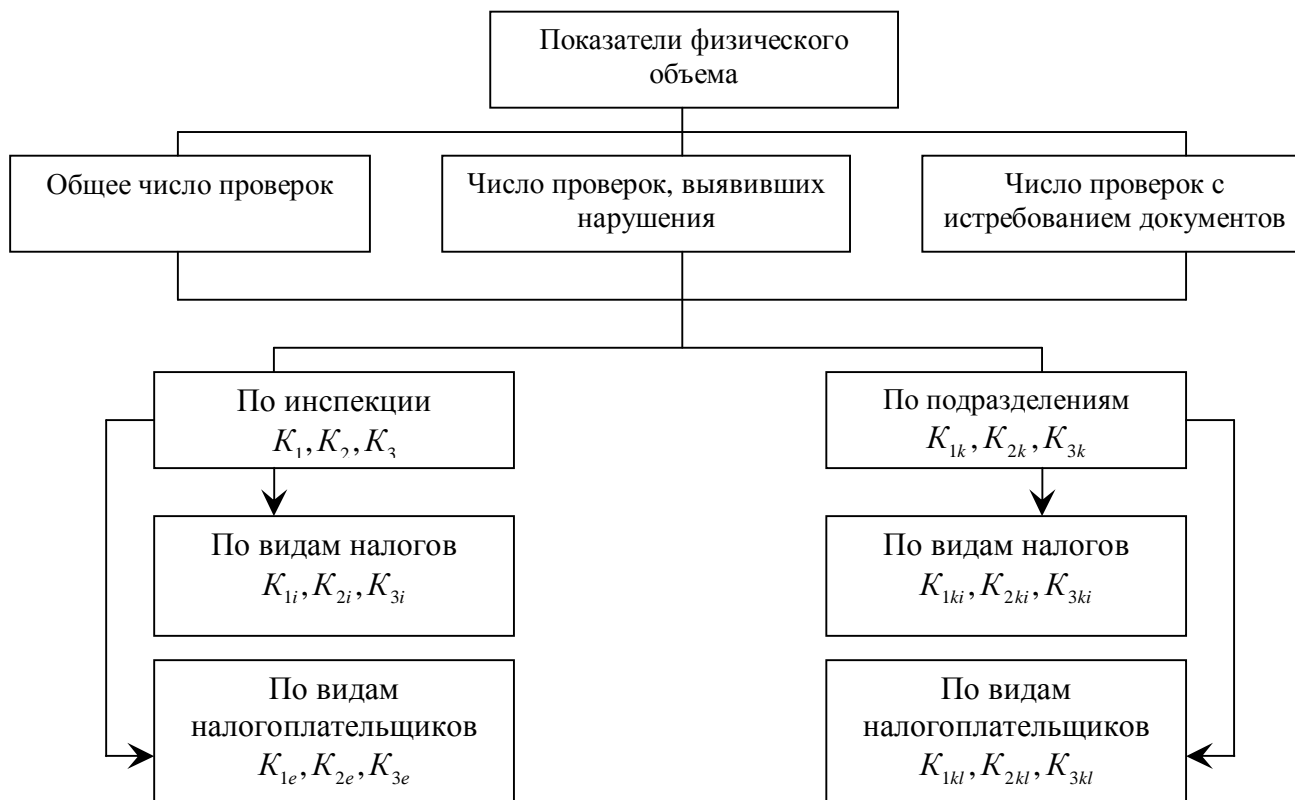 Показатели физического
объема
Общее число проверок
Число проверок, выявивших
нарушения
Число проверок с
истребованием документов
По инспекции
K₁, K₂, K₃
По подразделениям
K₁ₖ, K₂ₖ, K₃ₖ
По видам налогов
K₁ᵢ, K₂ᵢ, K₃ᵢ
По видам налогов
K₁ₖᵢ, K₂ₖᵢ, K₃ₖᵢ
По видам
налогоплательщиков
K₁ₑ, K₂ₑ, K₃ₑ
По видам
налогоплательщиков
K₁ₖₗ, K₂ₖₗ, K₃ₖₗ